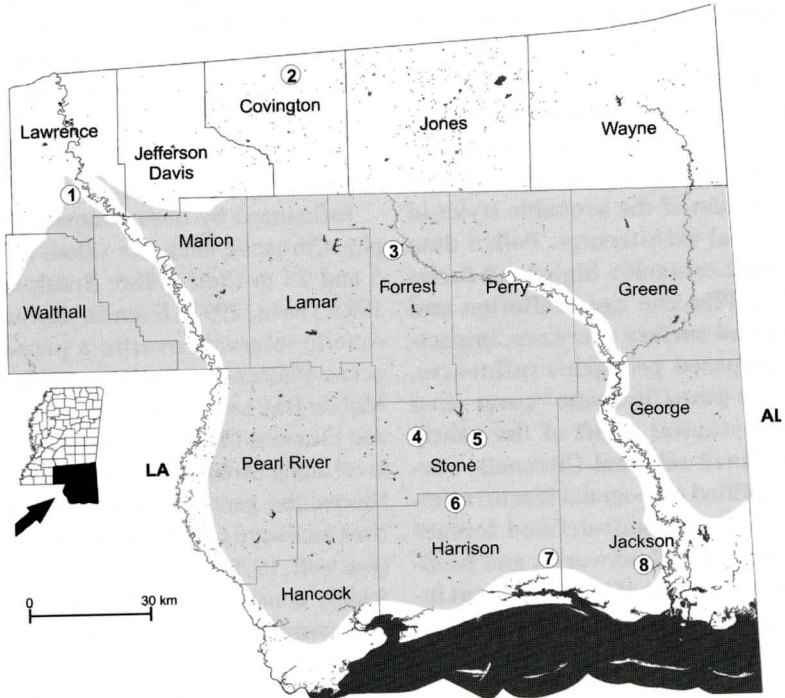 2
Covington
Lawrence
Jones
Wayne
Jefferson
Davis
1
Marion
3
Walthall
Lamar
Forrest
Perry
Greene
George
AL
4
5
LA
Pearl River
Stone
6
Harrison
7
Jackson
8
Hancock
0
30 km